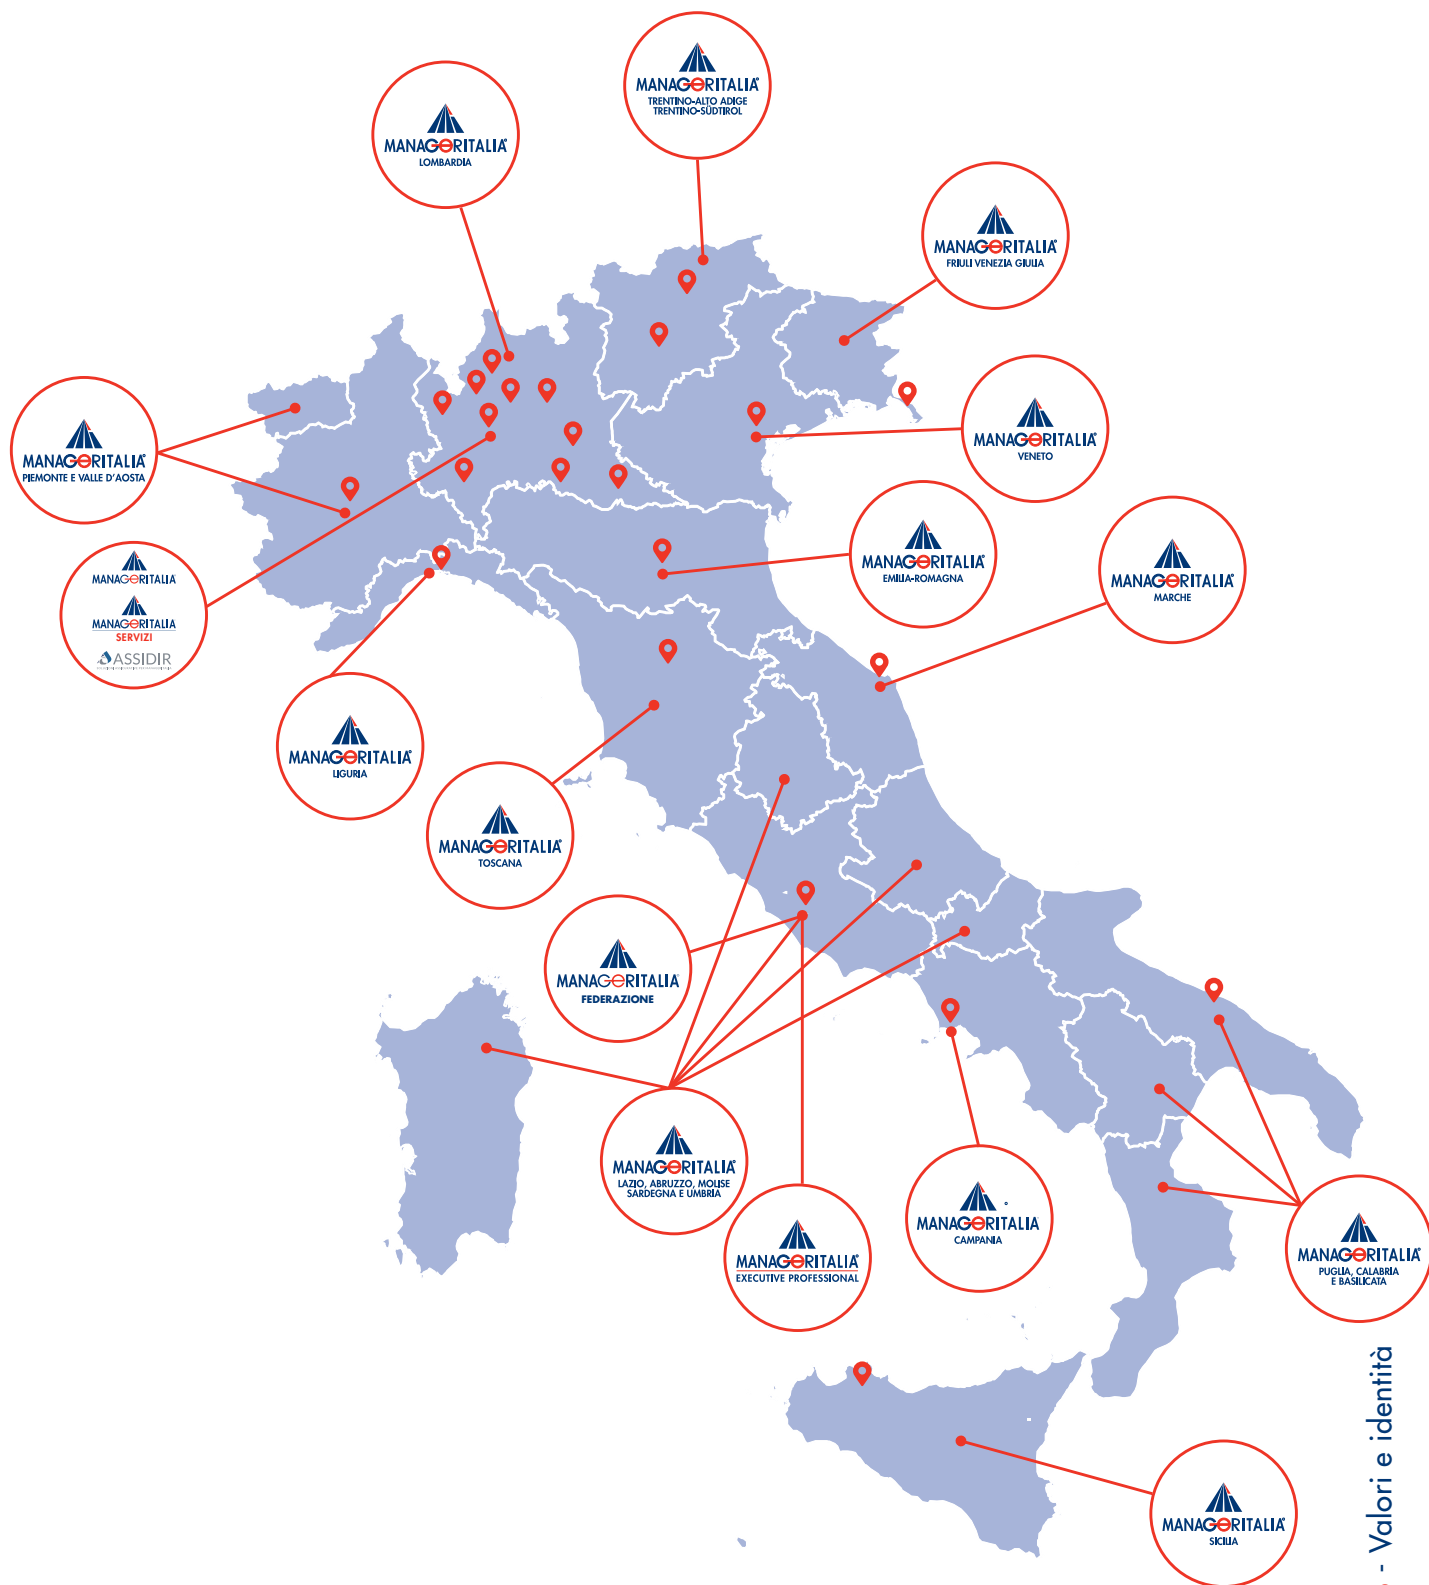 MANAGERITALIA®
TRENTINO-ALTO ADIGE
TRENTINO-SÜDTIROL
MANAGERITALIA®
LOMBARDIA
MANAGERITALIA®
FRIULI VENEZIA GIULIA
MANAGERITALIA®
PIEMONTE E VALLE D'AOSTA
MANAGERITALIA®
VENETO
MANAGERITALIA®
EMILIA-ROMAGNA
MANAGERITALIA®
MARCHE
MANAGERITALIA
MANAGERITALIA
SERVIZI
ASSIDIR
MANAGERITALIA®
LIGURIA
MANAGERITALIA®
TOSCANA
MANAGERITALIA
FEDERAZIONE
MANAGERITALIA®
LAZIO, ABRUZZO, MOLISE
SARDEGNA E UMBRIA
MANAGERITALIA®
EXECUTIVE PROFESSIONAL
MANAGERITALIA
CAMPANIA
MANAGERITALIA®
PUGLIA, CALABRIA
E BASILICATA
MANAGERITALIA®
SICILIA
- Valori e identità